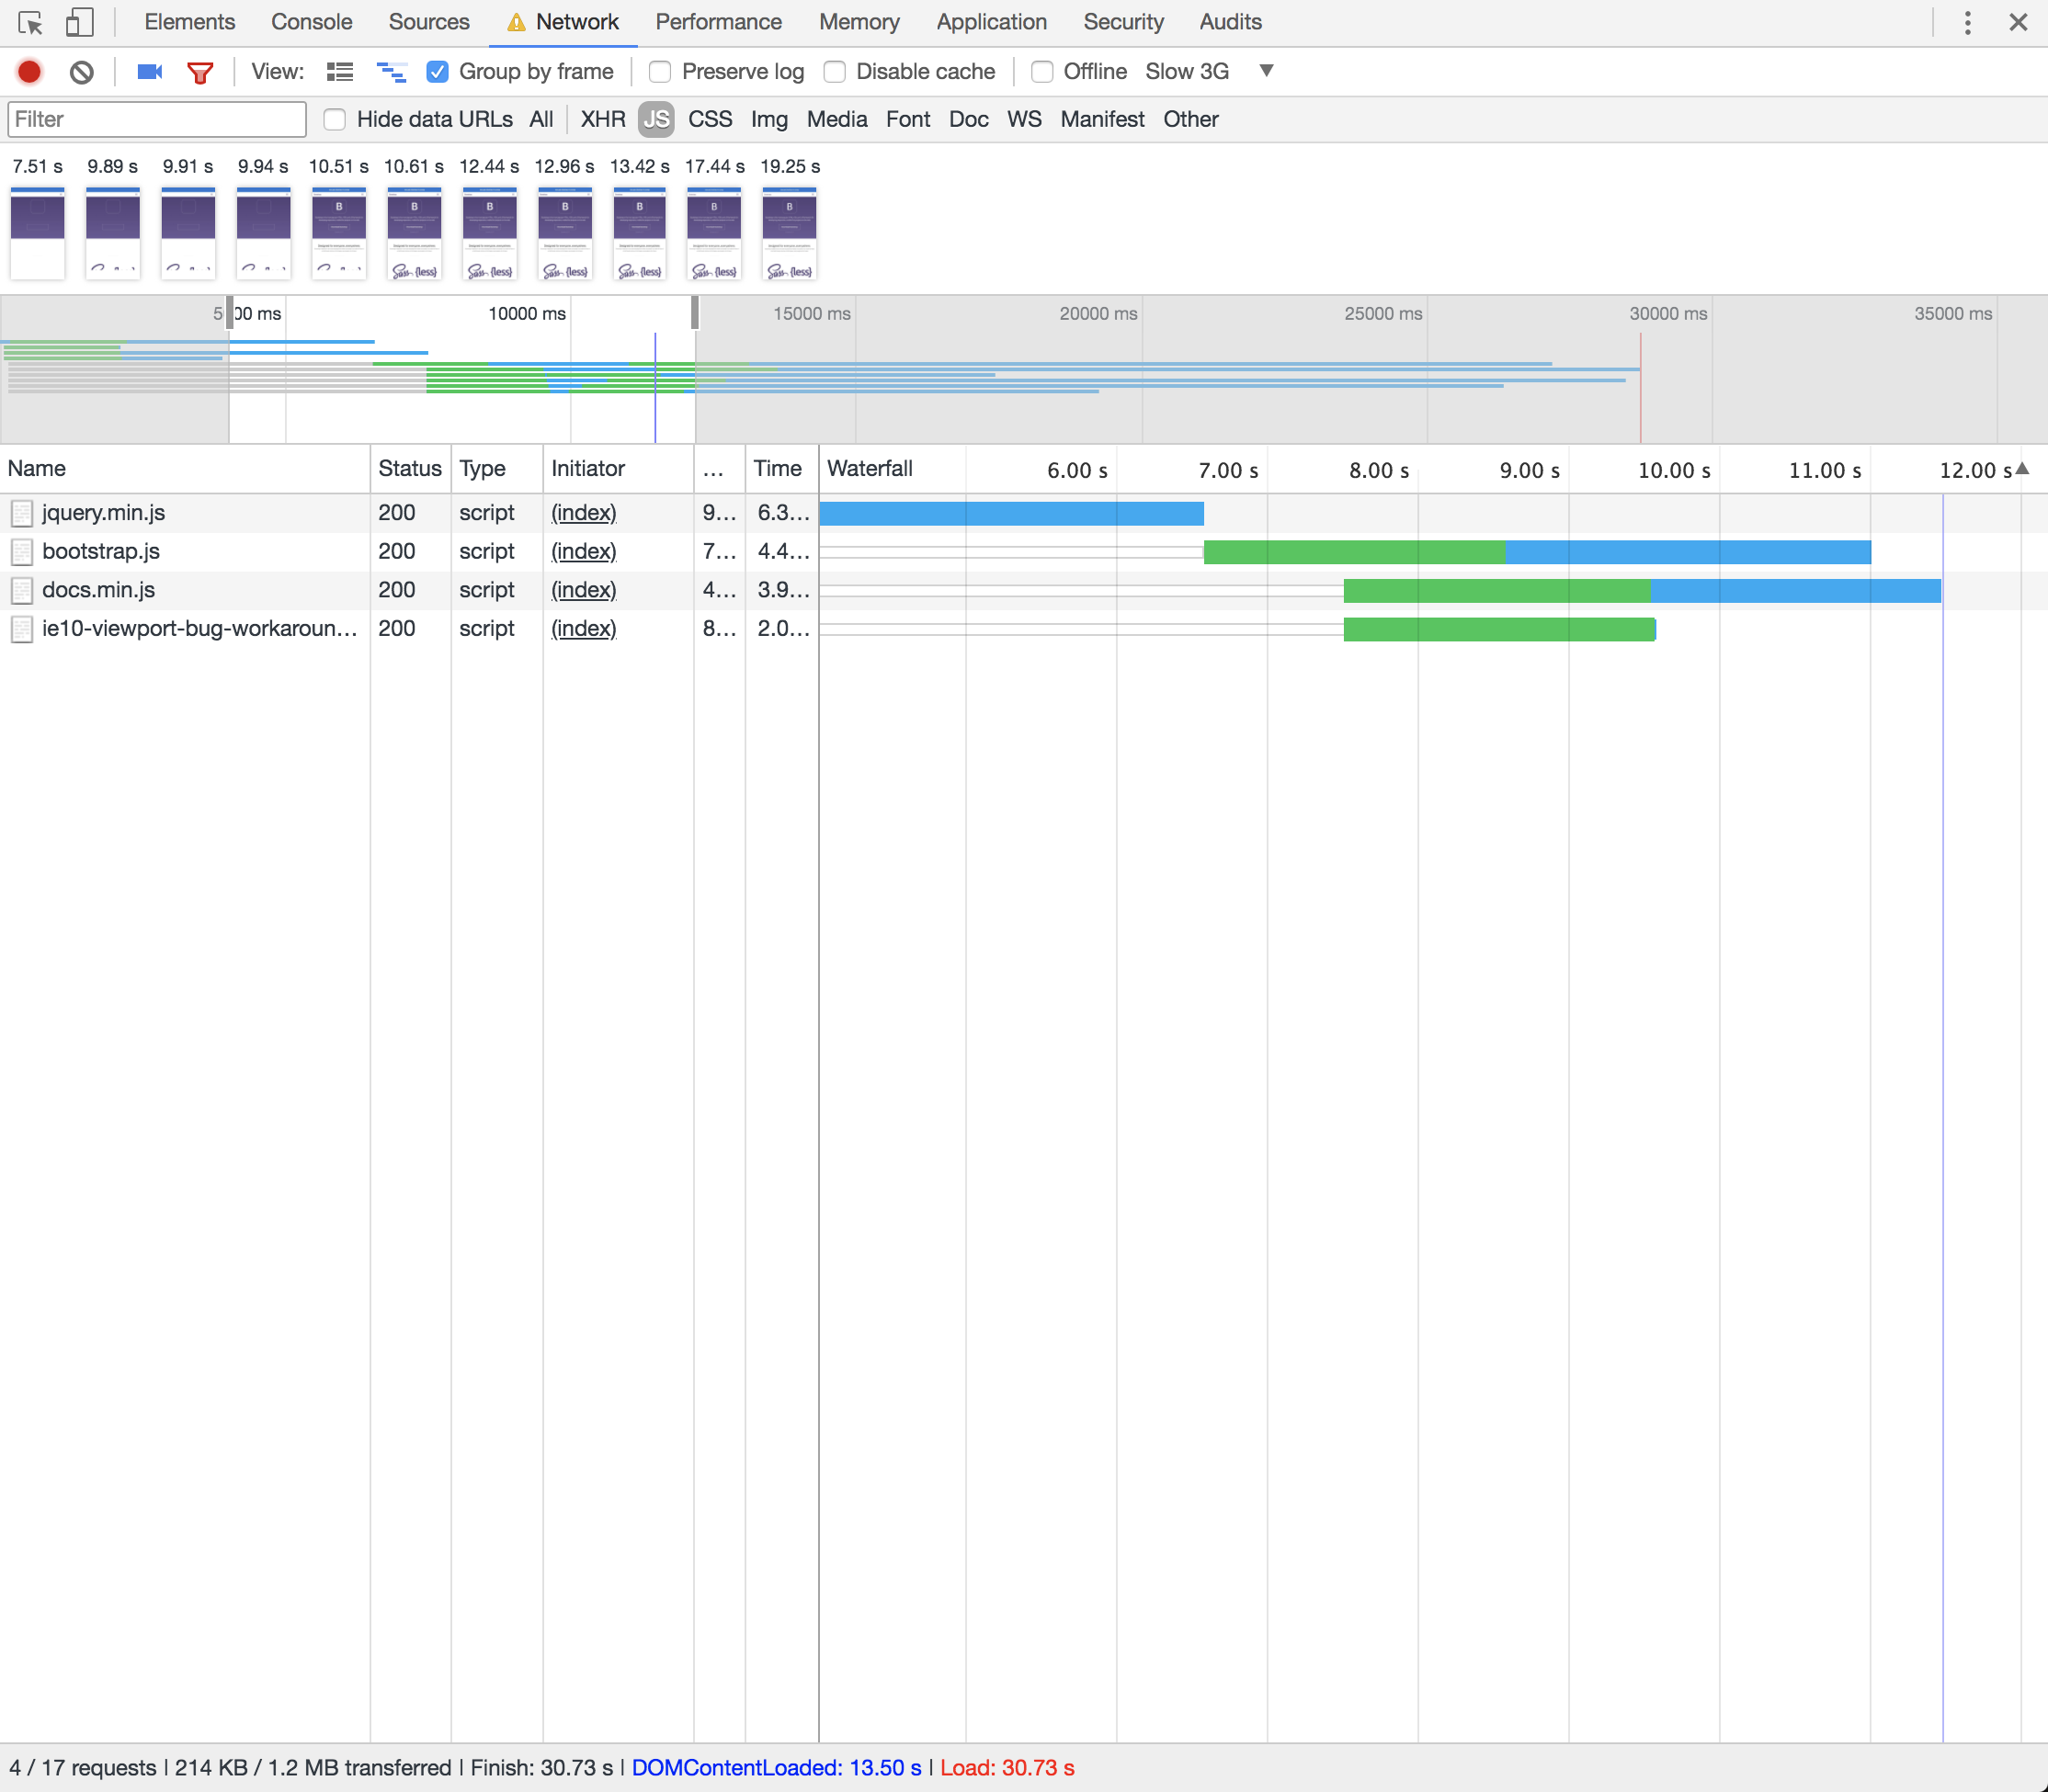 Elements Console Sources Network Performance Memory Application Security Audits
View: Group by frame Preserve log Disable cache Offline Slow 3G
Filter Hide data URLs All XHR JS CSS Img Media Font Doc WS Manifest Other
7.51 s 9.89 s 9.91 s 9.94 s 10.51 s 10.61 s 12.44 s 12.96 s 13.42 s 17.44 s 19.25 s
B B B B B B B
{less} {less} {less} {less} {less} {less}
10000 ms 15000 ms 20000 ms 25000 ms 30000 ms 35000 ms
Name Status Type Initiator ... Time Waterfall 6.00 s 7.00 s 8.00 s 9.00 s 10.00 s 11.00 s 12.00 s
jquery.min.js 200 script (index) 9... 6.3...
bootstrap.js 200 script (index) 7... 4.4...
docs.min.js 200 script (index) 4... 3.9...
ie10-viewport-bug-workaroun... 200 script (index) 8... 2.0...
4 / 17 requests | 214 KB / 1.2 MB transferred | Finish: 30.73 s | DOMContentLoaded: 13.50 s | Load: 30.73 s